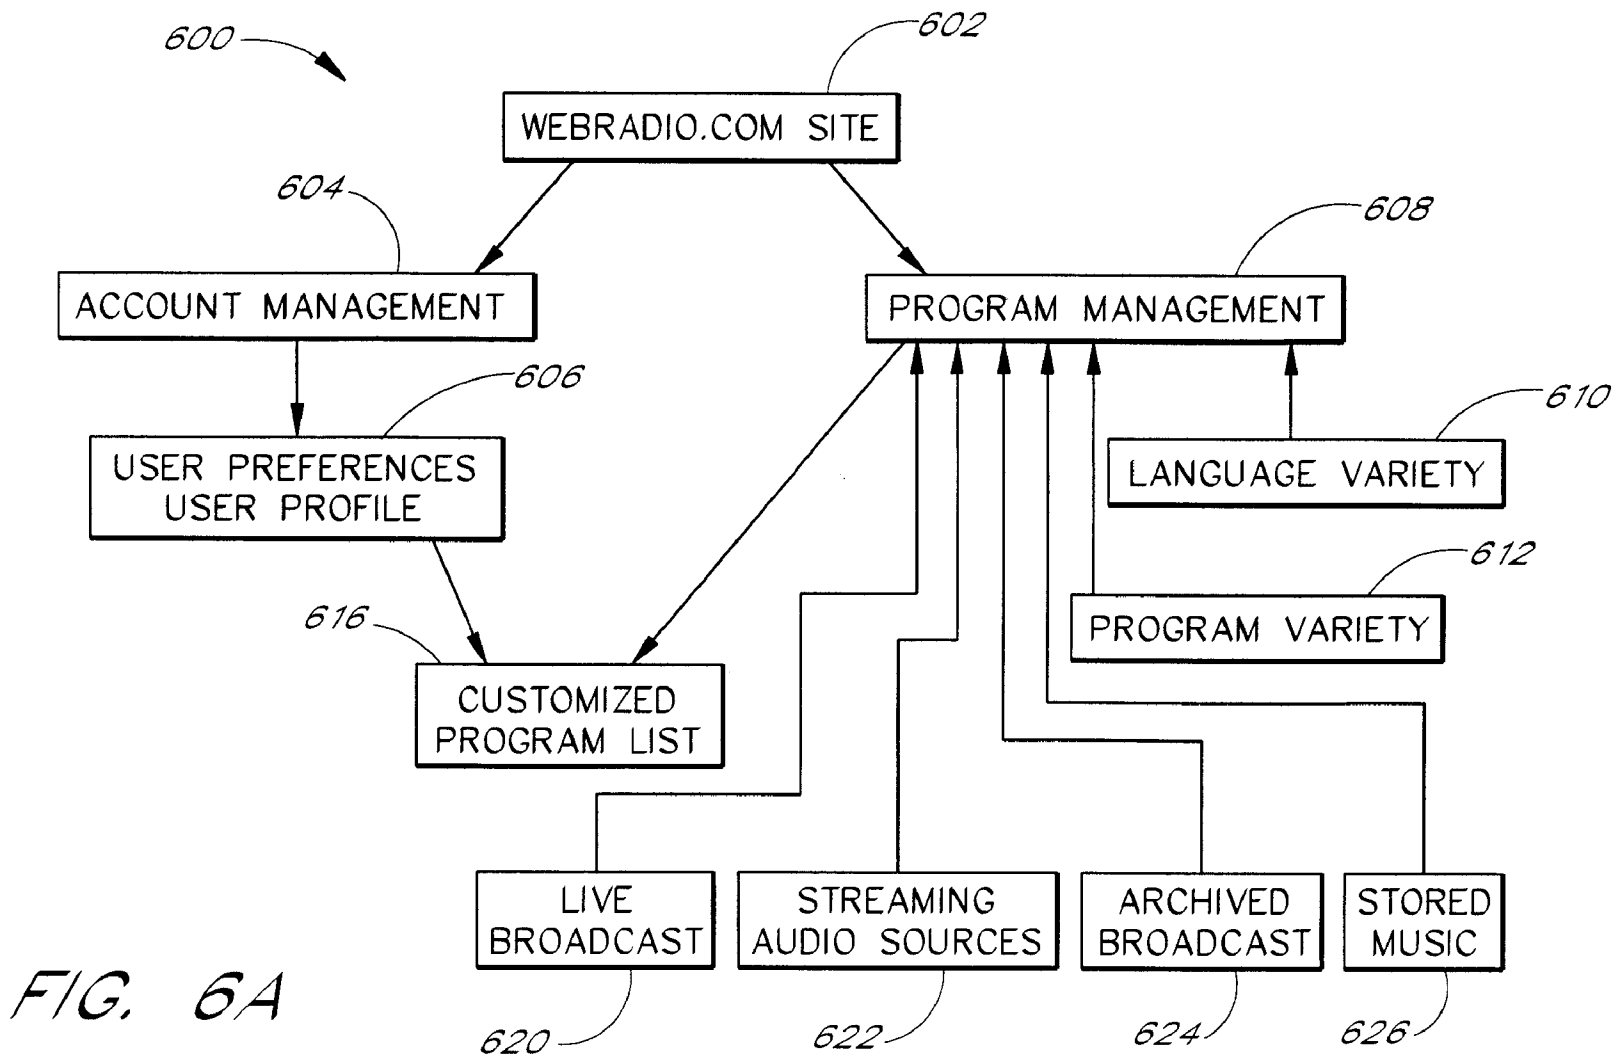 600
602
WEBRADIO.COM SITE
604
608
ACCOUNT MANAGEMENT
PROGRAM MANAGEMENT
606
610
USER PREFERENCES
USER PROFILE
LANGUAGE VARIETY
612
616
PROGRAM VARIETY
CUSTOMIZED
PROGRAM LIST
LIVE
BROADCAST
STREAMING
AUDIO SOURCES
ARCHIVED
BROADCAST
STORED
MUSIC
FIG. 6A
620
622
624
626